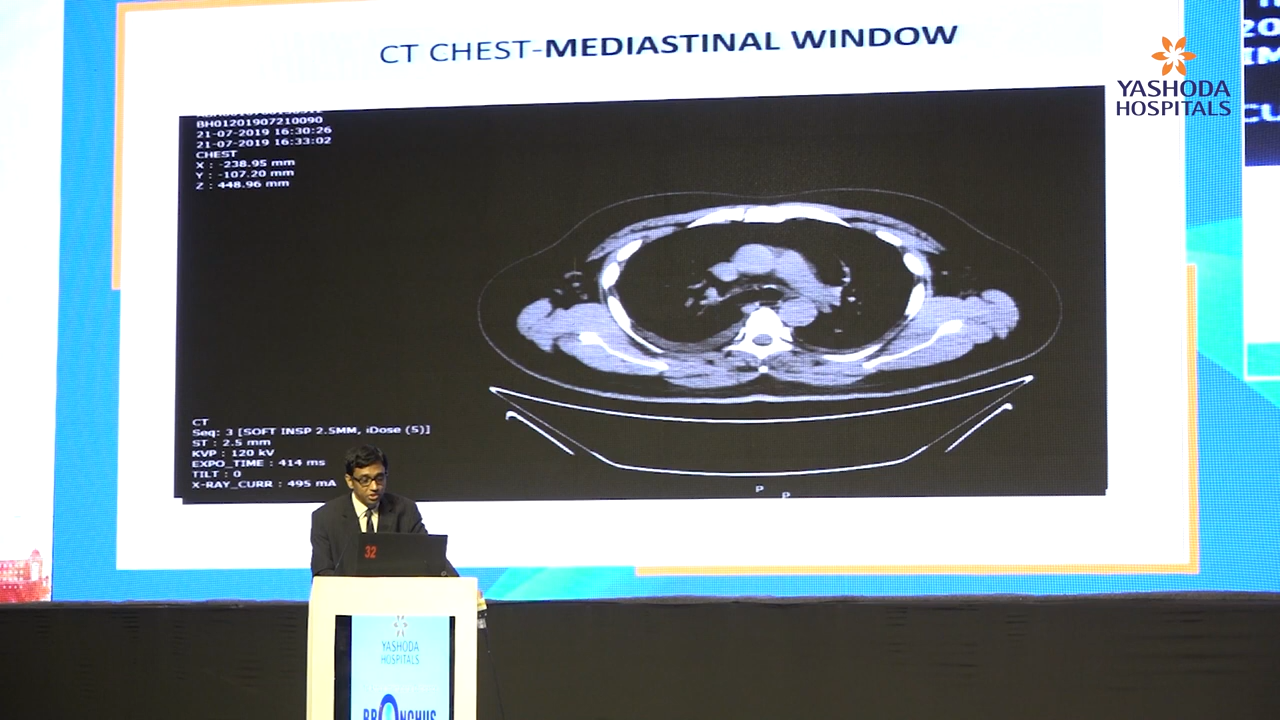 CT CHEST-MEDIASTINAL WINDOW
YASHODA
HOSPITALS
BH01201907210090
21-07-2019 16:30:26
21-07-2019 16:33:02
CHEST
X : -238.95 mm
Y : -107.20 mm
Z : 448.96 mm
CT
Seq: 3 [SOFT INSP 2.5MM, iDose (5)]
ST : 2.5 mm
KVP : 120 kV
EXPO_TIME : 414 ms
TILT : 0
X-RAY_CURR : 495 mA
P
P
32
YASHODA
HOSPITALS
BRONCHUS